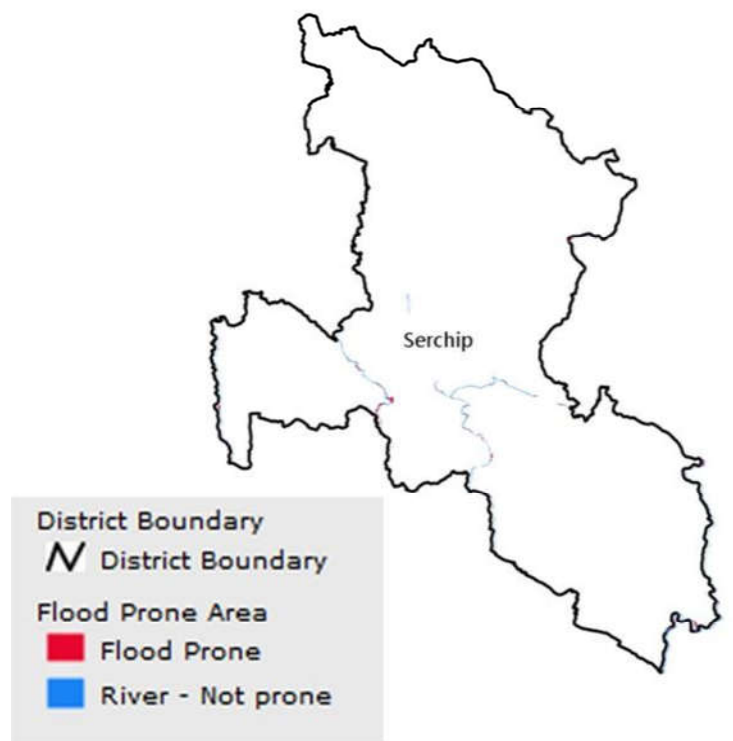 Serchip
District Boundary
District Boundary
Flood Prone Area
Flood Prone
River - Not prone